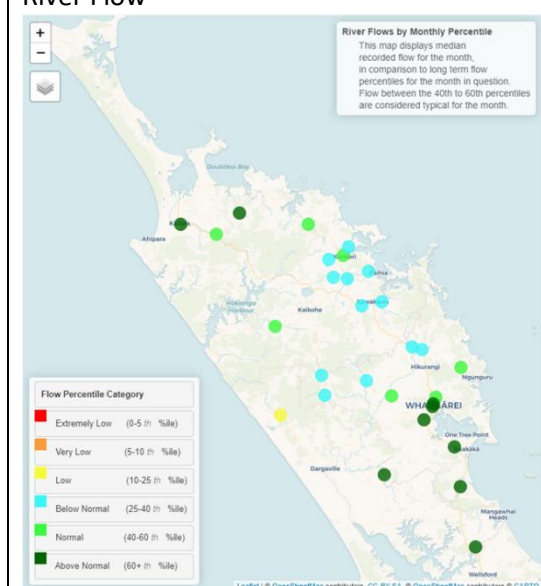 River Flow
+
−
River Flows by Monthly Percentile
This map displays median
recorded flow for the month,
in comparison to long term flow
percentiles for the month in question.
Flow between the 40th to 60th percentiles
are considered typical for the month.
Doubtless Bay
Ahipara
Hokianga
Harbour
Kaikohe
Hikurangi
Ngunguru
One Tree Point
Dargaville
Mangawhai
Heads
Wellsford
Flow Percentile Category
Extremely Low (0-5 th %ile)
Very Low (5-10 th %ile)
Low (10-25 th %ile)
Below Normal (25-40 th %ile)
Normal (40-60 th %ile)
Above Normal (60+ th %ile)